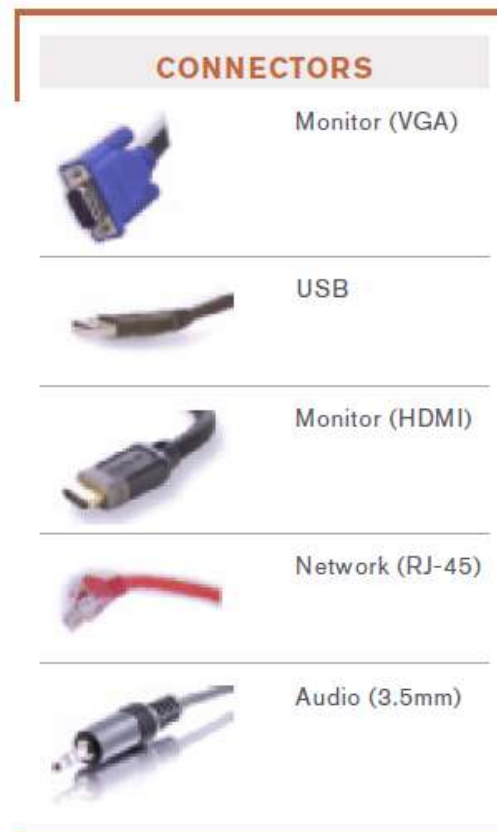 CONNECTORS
Monitor (VGA)
USB
Monitor (HDMI)
Network (RJ-45)
Audio (3.5mm)